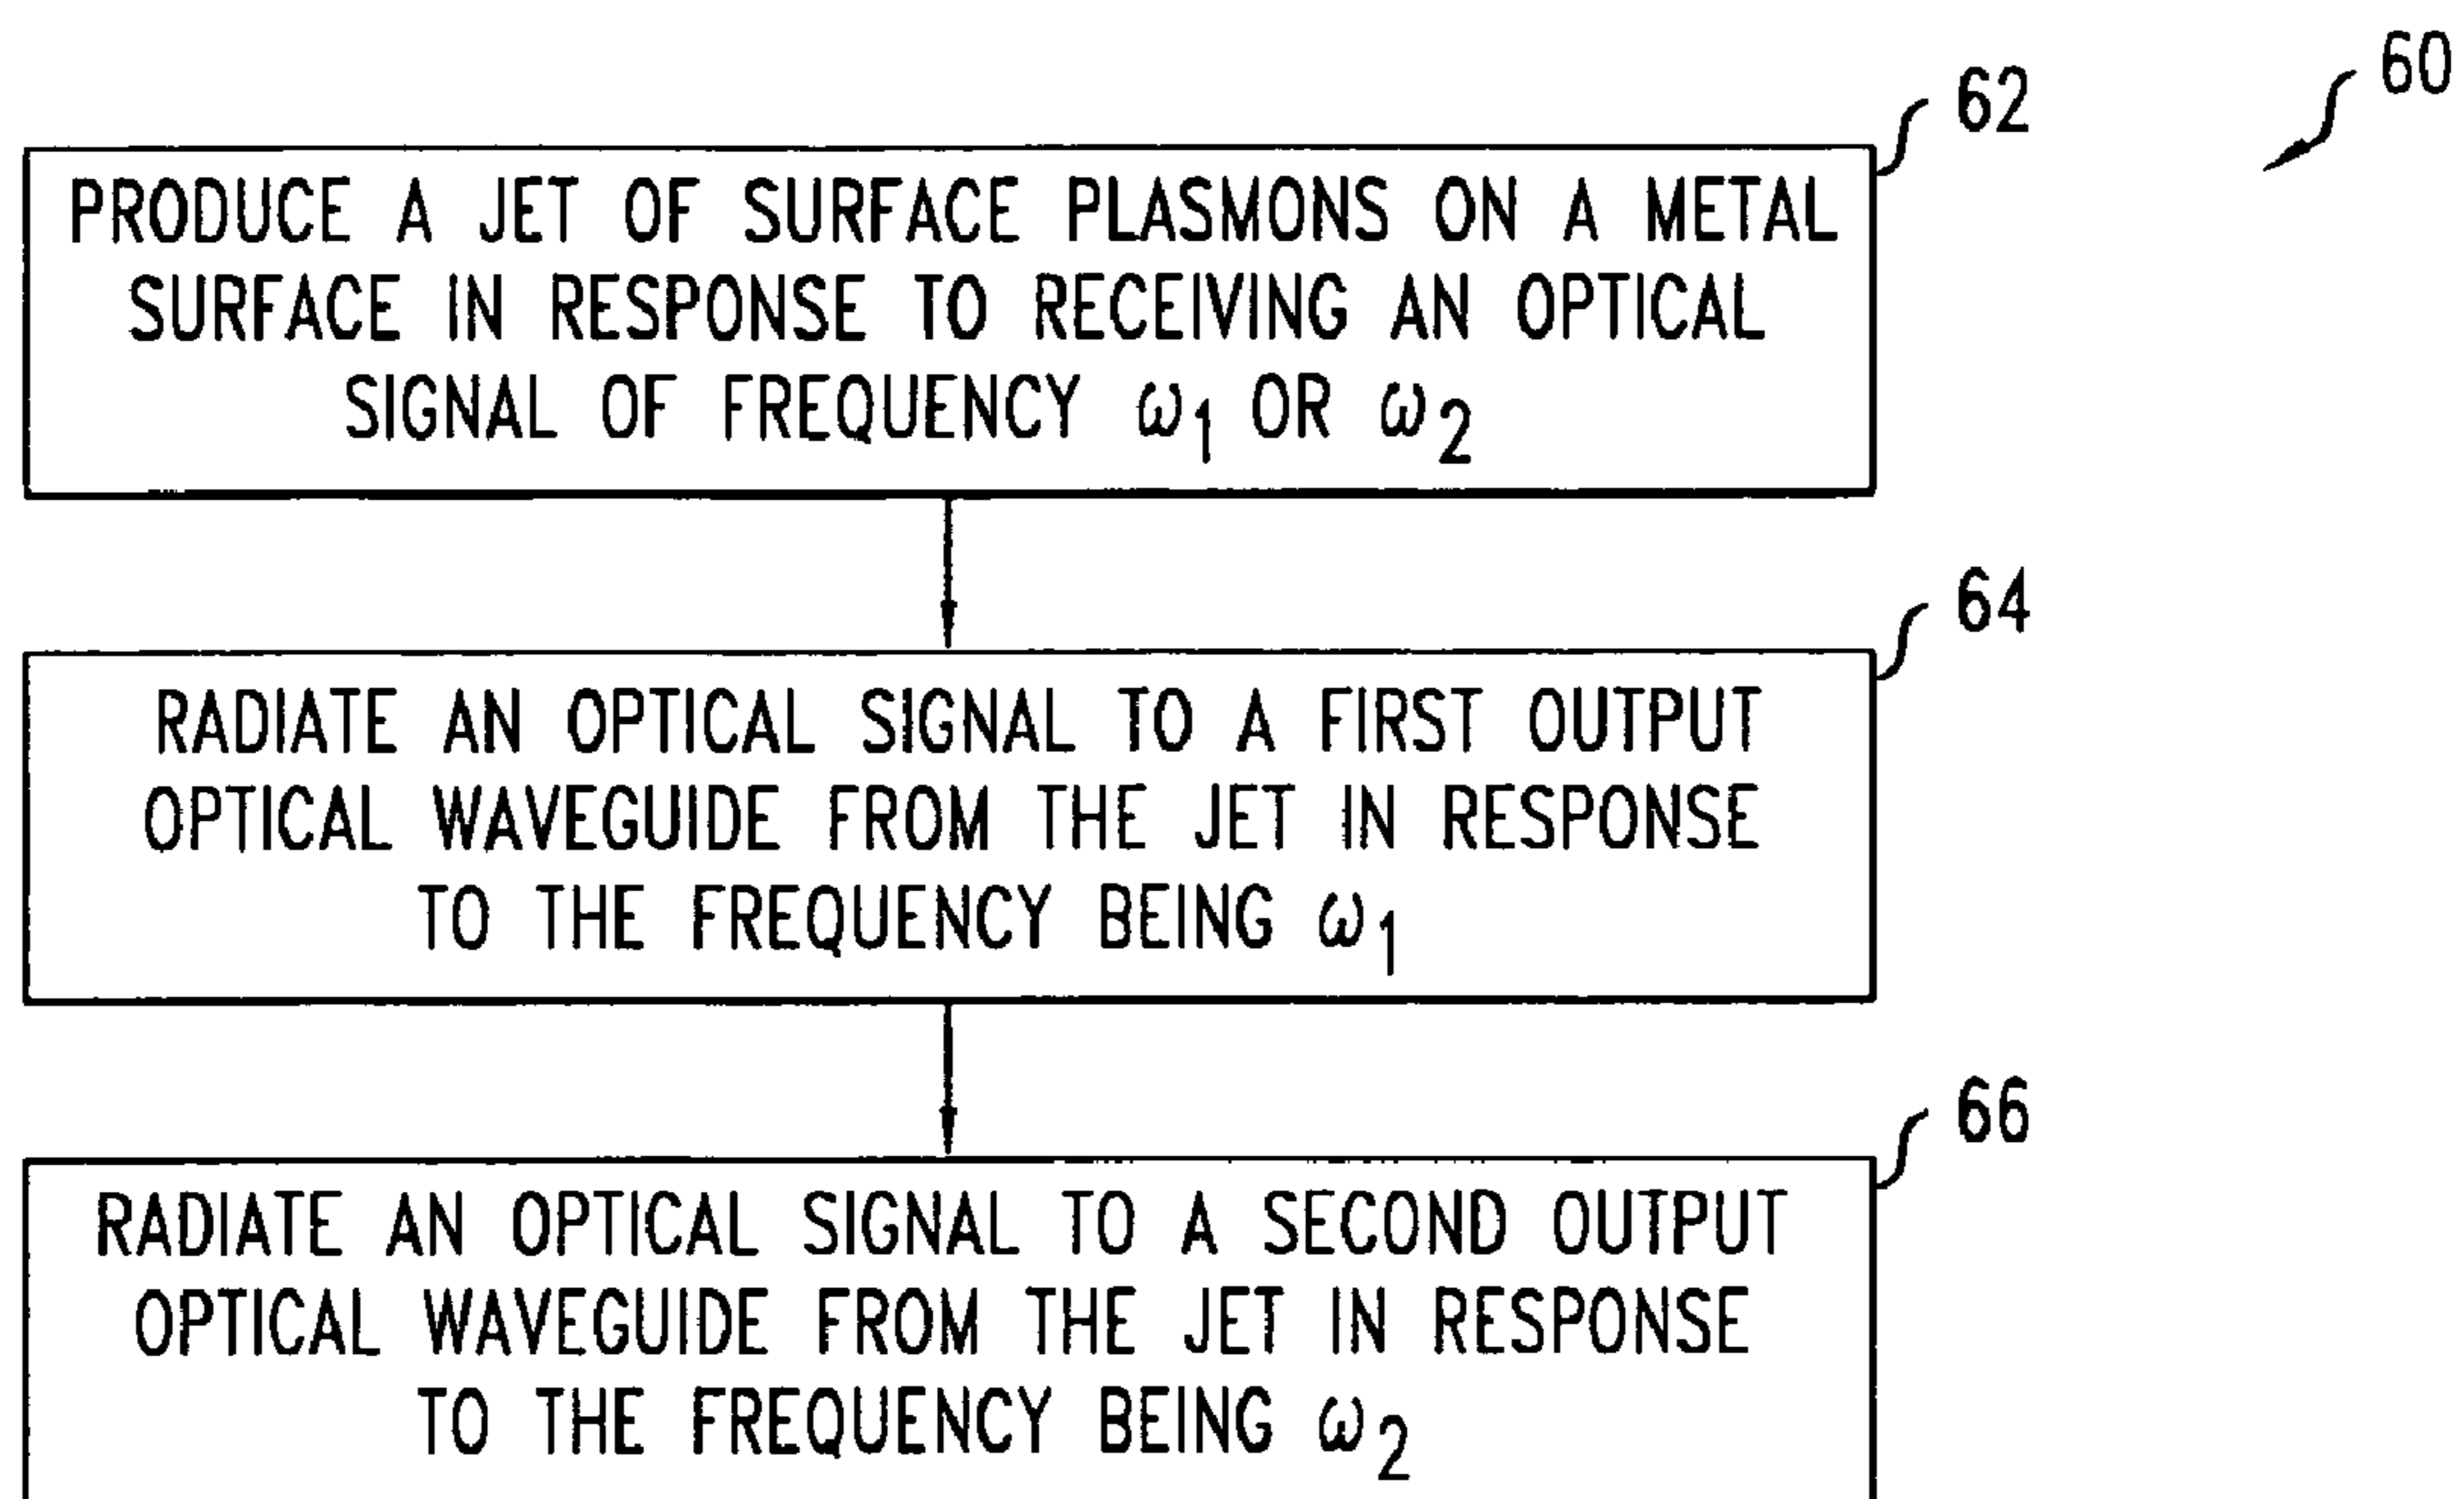 60
62
PRODUCE A JET OF SURFACE PLASMONS ON A METAL
SURFACE IN RESPONSE TO RECEIVING AN OPTICAL
SIGNAL OF FREQUENCY ω1 OR ω2
64
RADIATE AN OPTICAL SIGNAL TO A FIRST OUTPUT
OPTICAL WAVEGUIDE FROM THE JET IN RESPONSE
TO THE FREQUENCY BEING ω1
66
RADIATE AN OPTICAL SIGNAL TO A SECOND OUTPUT
OPTICAL WAVEGUIDE FROM THE JET IN RESPONSE
TO THE FREQUENCY BEING ω2